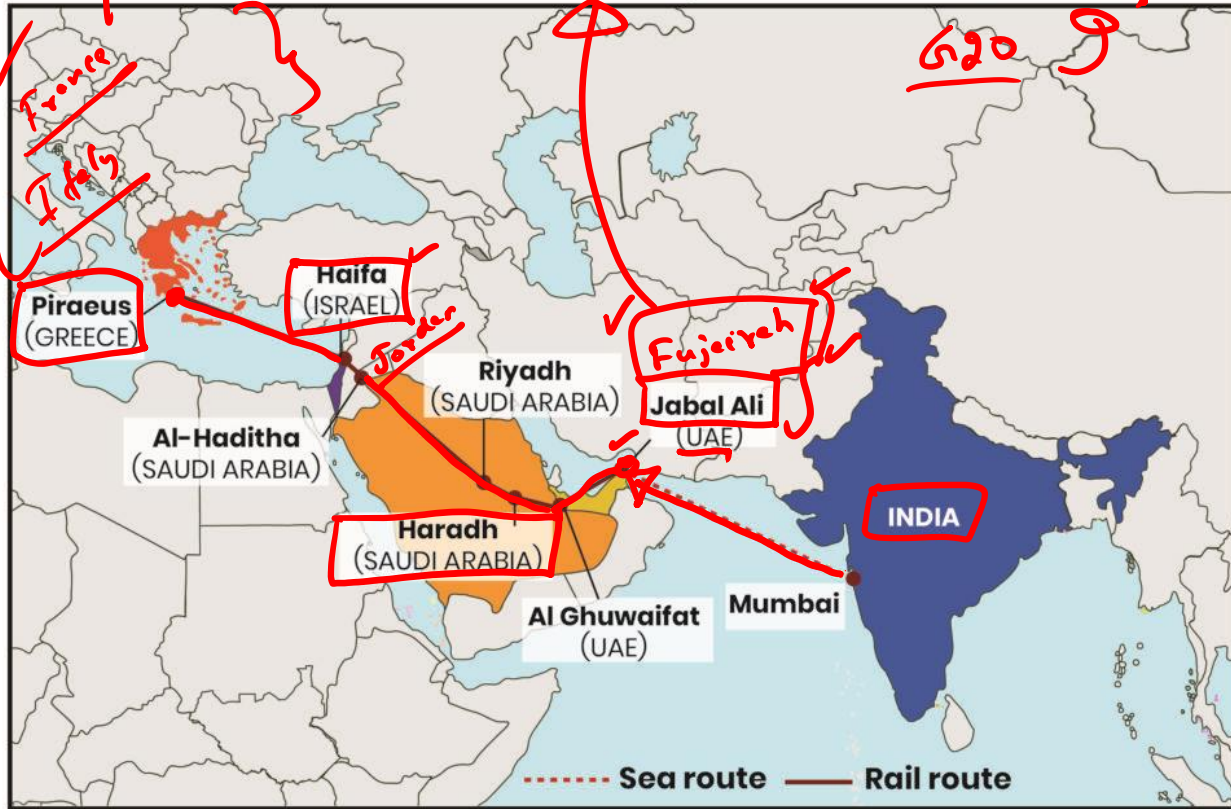 G20
France
Italy
Haifa
(ISRAEL)
Piraeus
(GREECE)
Jordan
Fujeirah
Riyadh
(SAUDI ARABIA)
Jabal Ali
(UAE)
Al-Haditha
(SAUDI ARABIA)
INDIA
Haradh
(SAUDI ARABIA)
Mumbai
Al Ghuwaifat
(UAE)
Sea route
Rail route